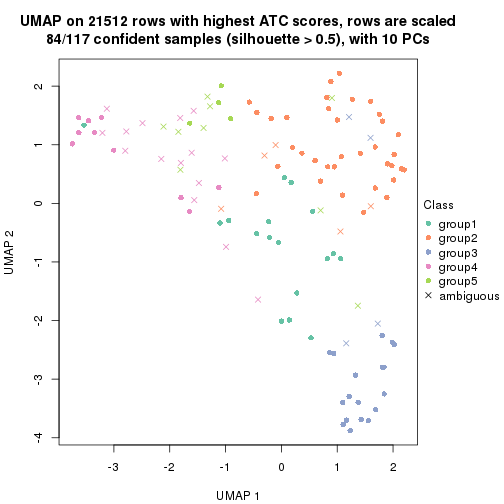 UMAP on 21512 rows with highest ATC scores, rows are scaled
84/117 confident samples (silhouette > 0.5), with 10 PCs
2
1
0
-1
-2
-3
-4
UMAP 2
-3
-2
-1
0
1
2
UMAP 1
Class
group1
group2
group3
group4
group5
ambiguous